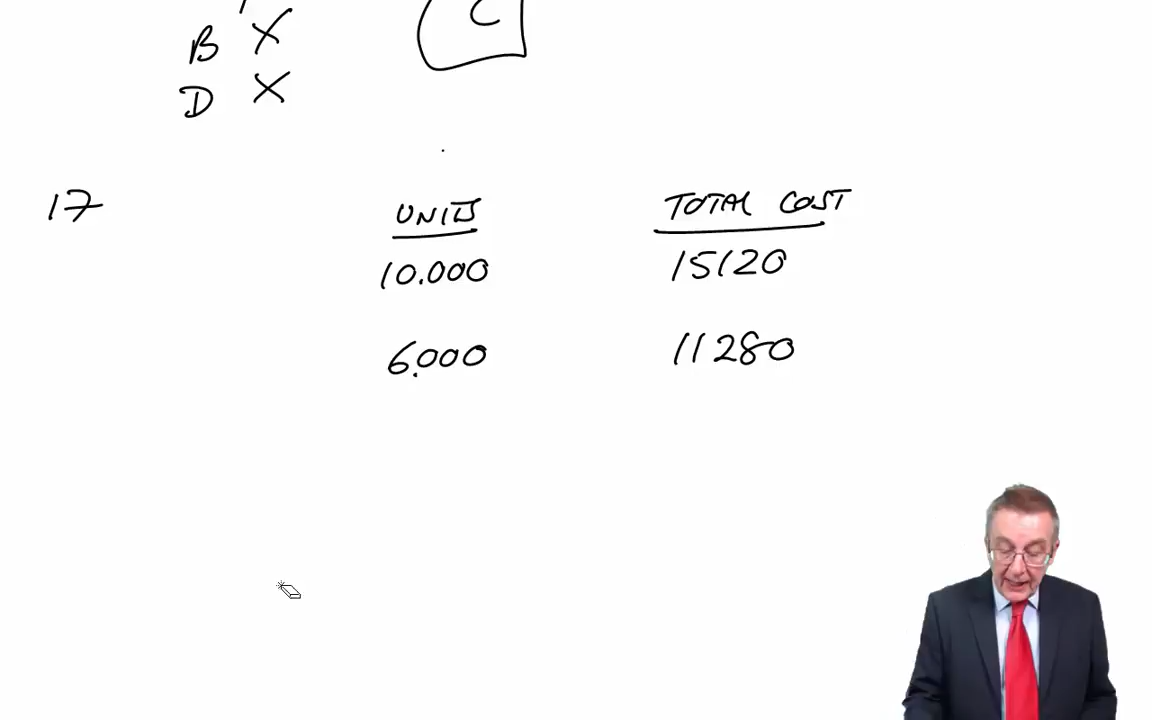 B X
C
D X
17
UNITS TOTAL COST
10.000 15120
6.000 11280